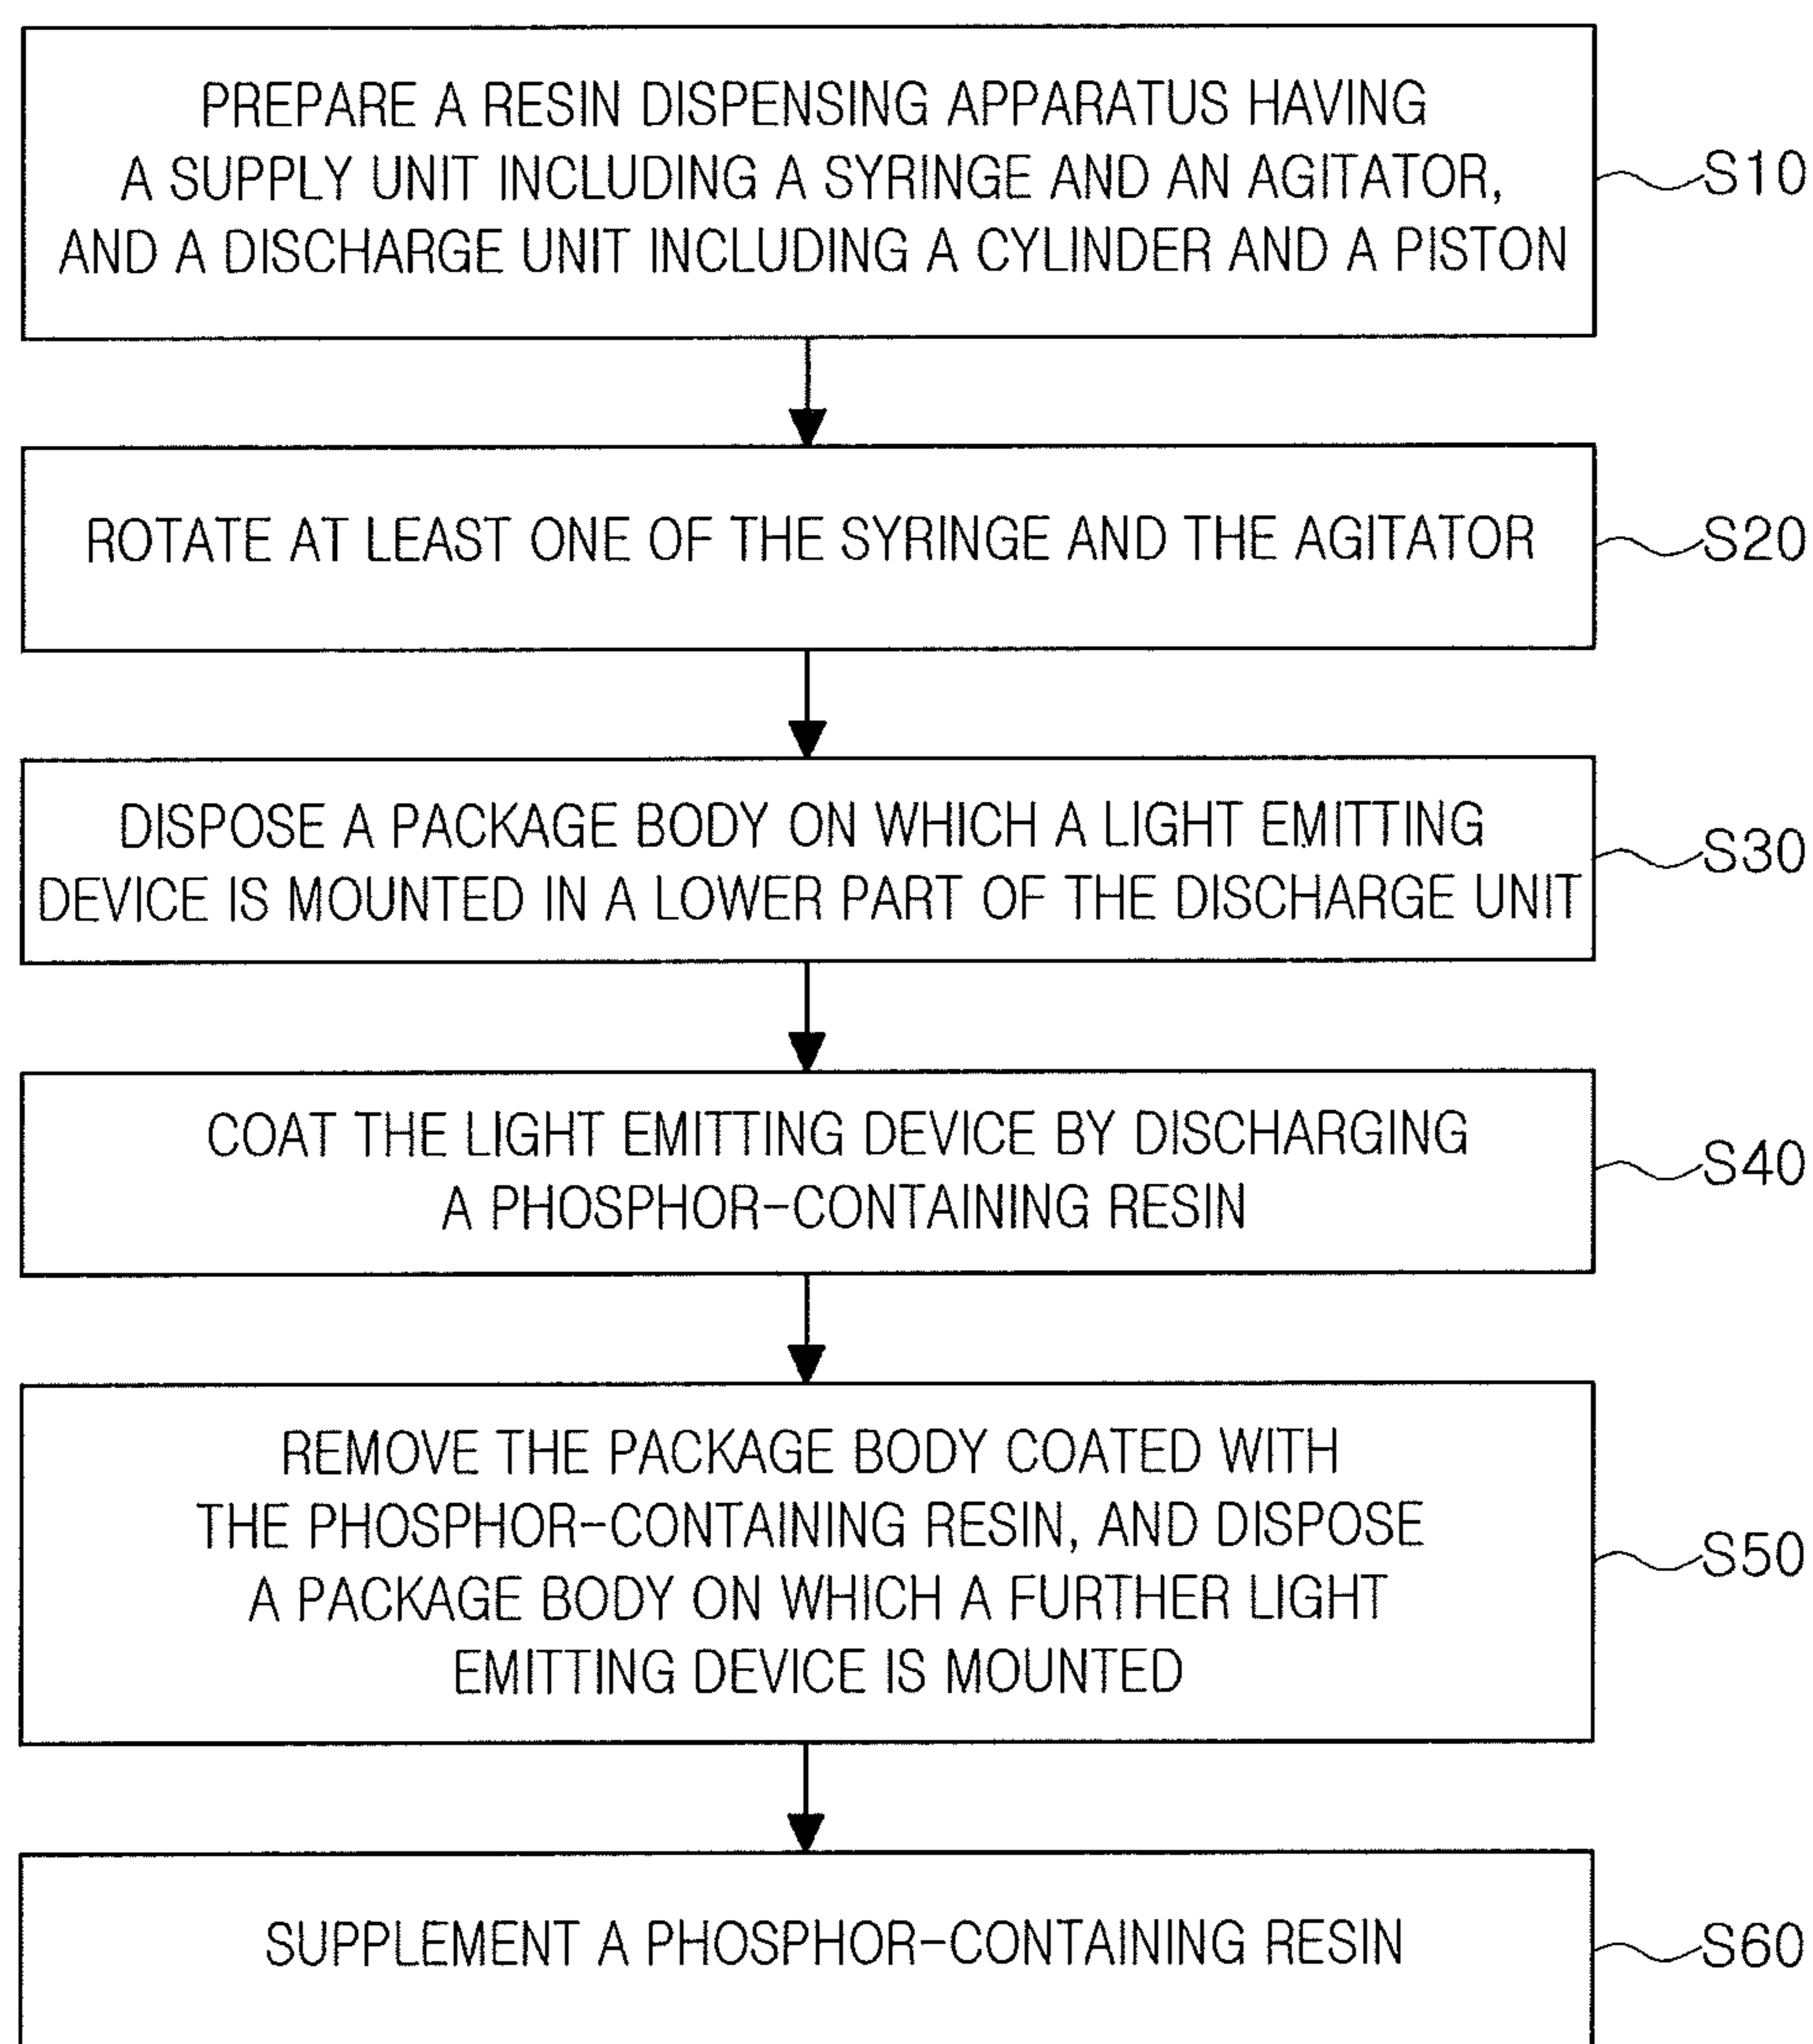 PREPARE A RESIN DISPENSING APPARATUS HAVING
A SUPPLY UNIT INCLUDING A SYRINGE AND AN AGITATOR,
AND A DISCHARGE UNIT INCLUDING A CYLINDER AND A PISTON
S10
ROTATE AT LEAST ONE OF THE SYRINGE AND THE AGITATOR
S20
DISPOSE A PACKAGE BODY ON WHICH A LIGHT EMITTING
DEVICE IS MOUNTED IN A LOWER PART OF THE DISCHARGE UNIT
S30
COAT THE LIGHT EMITTING DEVICE BY DISCHARGING
A PHOSPHOR-CONTAINING RESIN
S40
REMOVE THE PACKAGE BODY COATED WITH
THE PHOSPHOR-CONTAINING RESIN, AND DISPOSE
A PACKAGE BODY ON WHICH A FURTHER LIGHT
EMITTING DEVICE IS MOUNTED
S50
SUPPLEMENT A PHOSPHOR-CONTAINING RESIN
S60